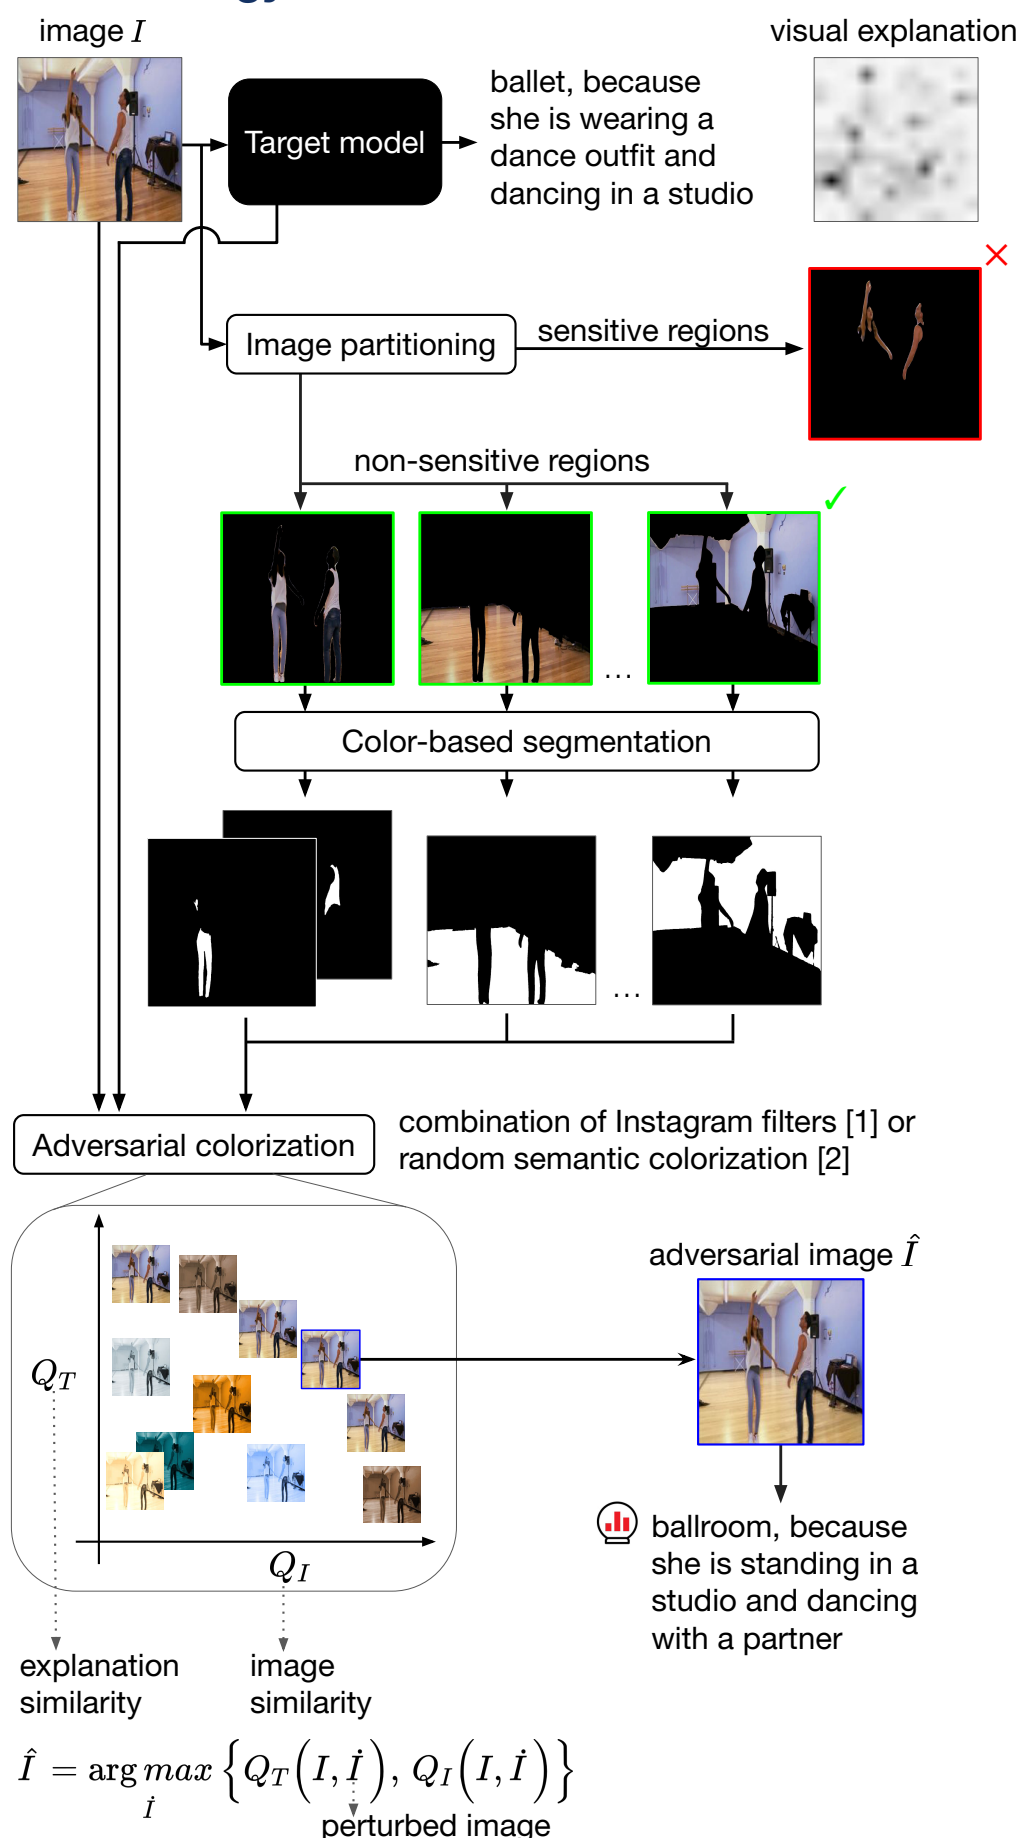 image I
visual explanation
Target model
ballet, because
she is wearing a
dance outfit and
dancing in a studio
Image partitioning
sensitive regions
non-sensitive regions
...
Color-based segmentation
...
Adversarial colorization
combination of Instagram filters [1] or
random semantic colorization [2]
adversarial image Î
Q_T
Q_I
ballroom, because
she is standing in a
studio and dancing
with a partner
explanation
similarity
image
similarity
Î = arg max_İ { Q_T(I, İ), Q_I(I, İ) }
perturbed image